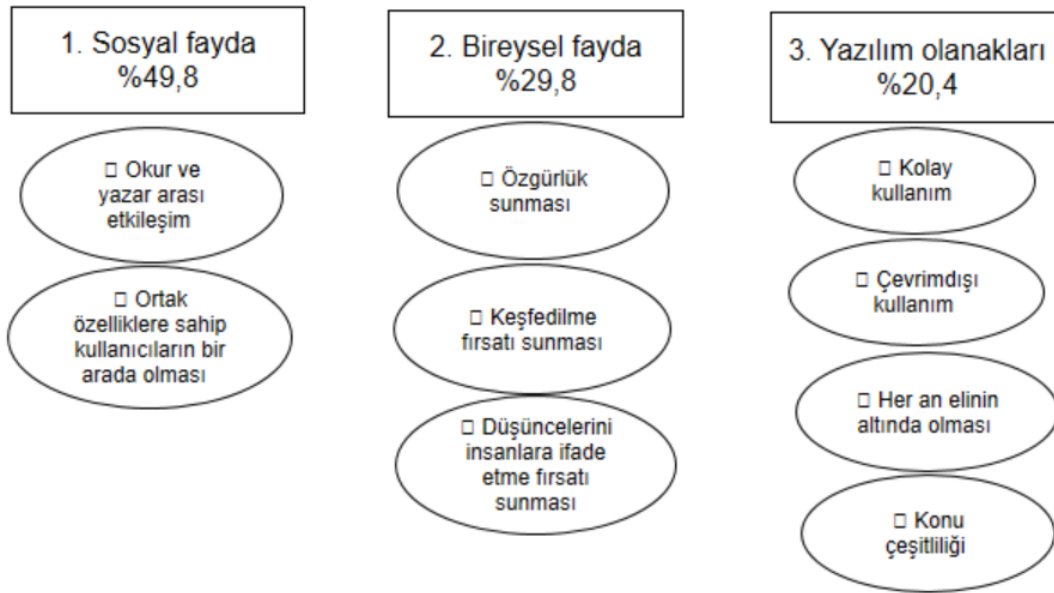 1. Sosyal fayda
%49,8
□ Okur ve
yazar arası
etkileşim
□ Ortak
özelliklere sahip
kullanıcıların bir
arada olması
2. Bireysel fayda
%29,8
□ Özgürlük
sunması
□ Keşfedilme
fırsatı sunması
□ Düşüncelerini
insanlara ifade
etme fırsatı
sunması
3. Yazılım olanakları
%20,4
□ Kolay
kullanım
□ Çevrimdışı
kullanım
□ Her an elinin
altında olması
□ Konu
çeşitliliği